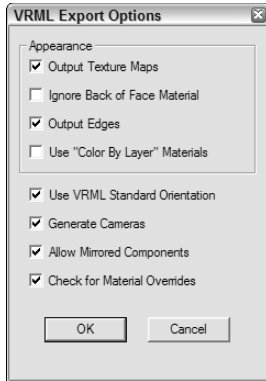 VRML Export Options
Appearance
Output Texture Maps
Ignore Back of Face Material
Output Edges
Use "Color By Layer" Materials
Use VRML Standard Orientation
Generate Cameras
Allow Mirrored Components
Check for Material Overrides
OK Cancel